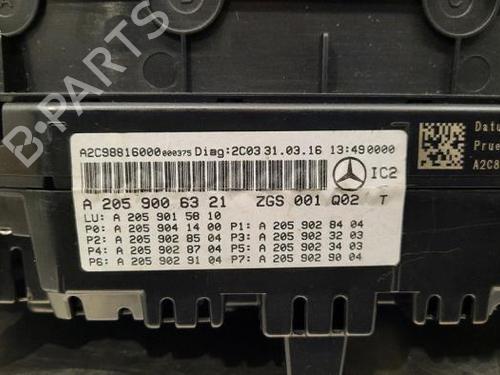 A2C98816000000375 Diag:2C03 31.03.16 13:490000
IC2
A 205 900 63 21 ZGS 001 Q02 T
LU: A 205 901 58 10
P0: A 205 904 14 00 P1: A 205 902 84 04
P2: A 205 902 85 04 P3: A 205 902 32 03
P4: A 205 902 87 04 P5: A 205 902 34 03
P6: A 205 902 91 04 P7: A 205 902 90 04
Datu
Prue
A2C8
B-PARTS